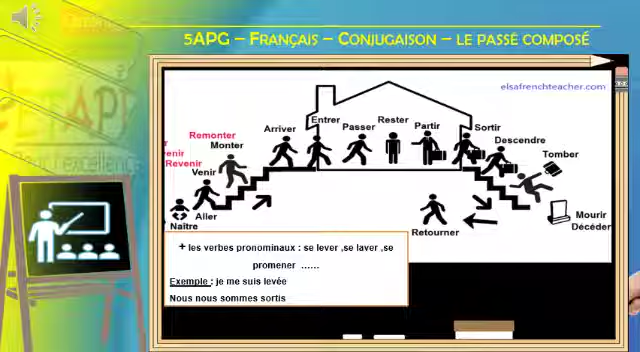 5APG – Français – Conjugaison – le passé composé
elsafrenchteacher.com
Entrer
Rester
Partir
Arriver
Passer
Sortir
Remonter
Monter
Descendre
Tomber
Revenir
Venir
Aller
Naître
Retourner
Mourir
Décéder
+ les verbes pronominaux : se lever ,se laver ,se
promener ......
Exemple : je me suis levée
Nous nous sommes sortis